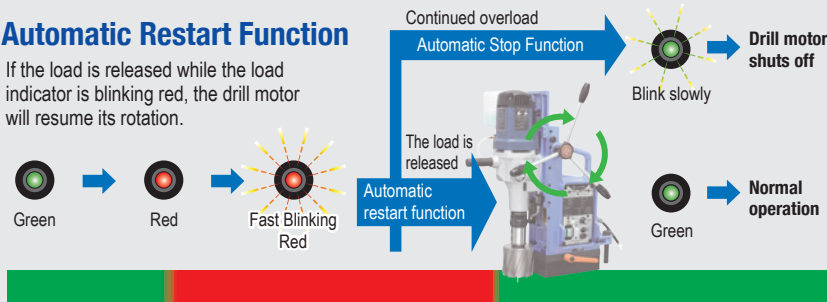 Automatic Restart Function
If the load is released while the load
indicator is blinking red, the drill motor
will resume its rotation.
Green
Red
Fast Blinking
Red
Continued overload
Automatic Stop Function
The load is
released
Automatic
restart function
Blink slowly
Drill motor
shuts off
Green
Normal
operation